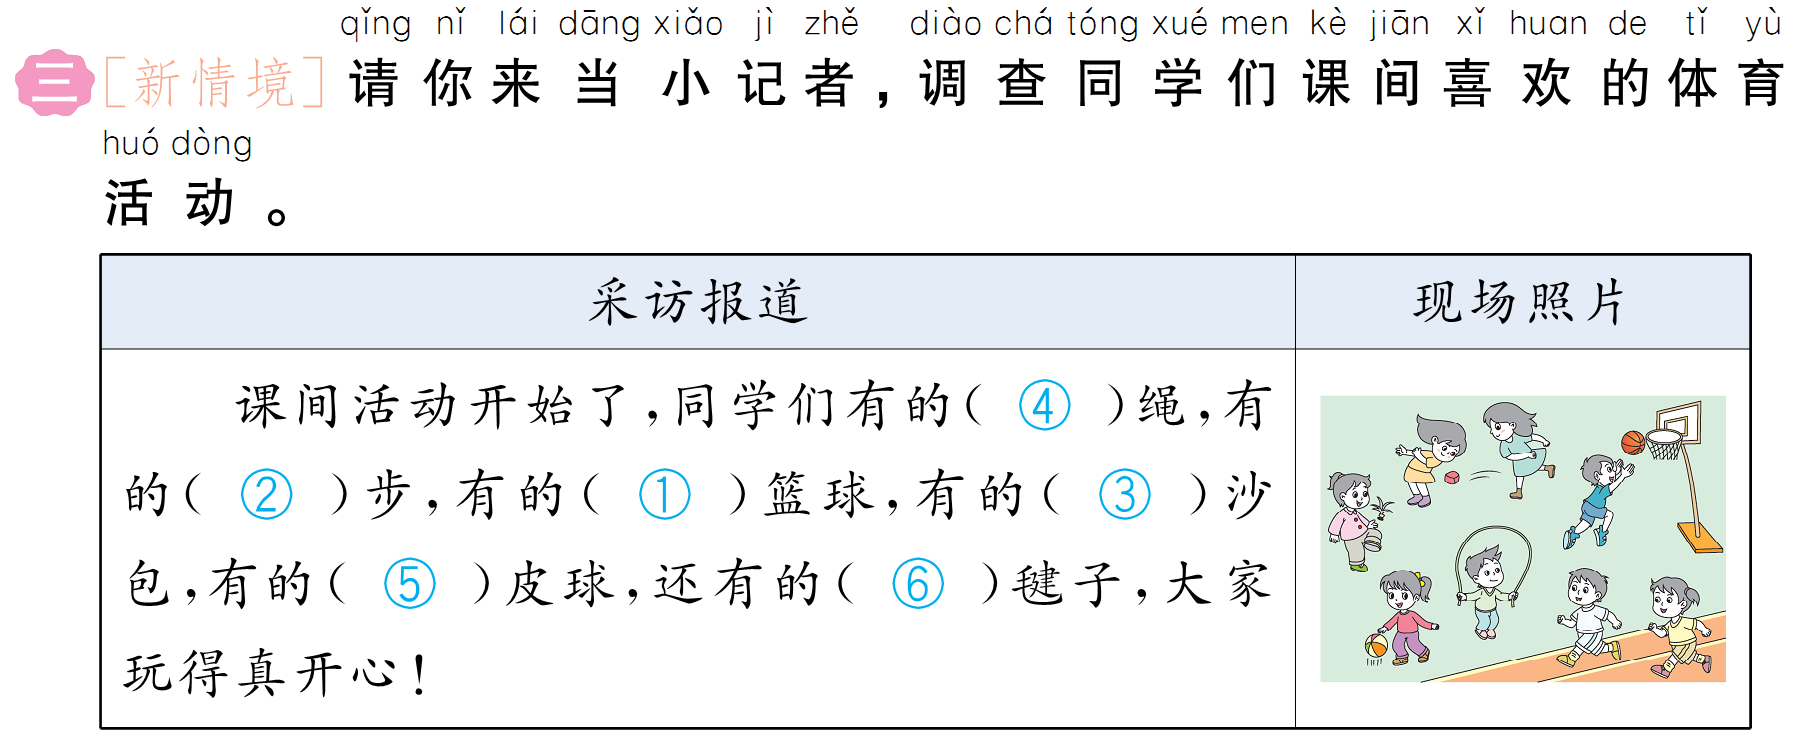 qǐng nǐ lái dāng xiǎo jì zhě diào chá tóng xué men kè jiān xǐ huan de tǐ yù
三［新情境］请你来当小记者，调查同学们课间喜欢的体育
huó dòng
活动。
采访报道 现场照片
课间活动开始了，同学们有的（ ④ ）绳，有
的（ ② ）步，有的（ ① ）篮球，有的（ ③ ）沙
包，有的（ ⑤ ）皮球，还有的（ ⑥ ）毽子，大家
玩得真开心！